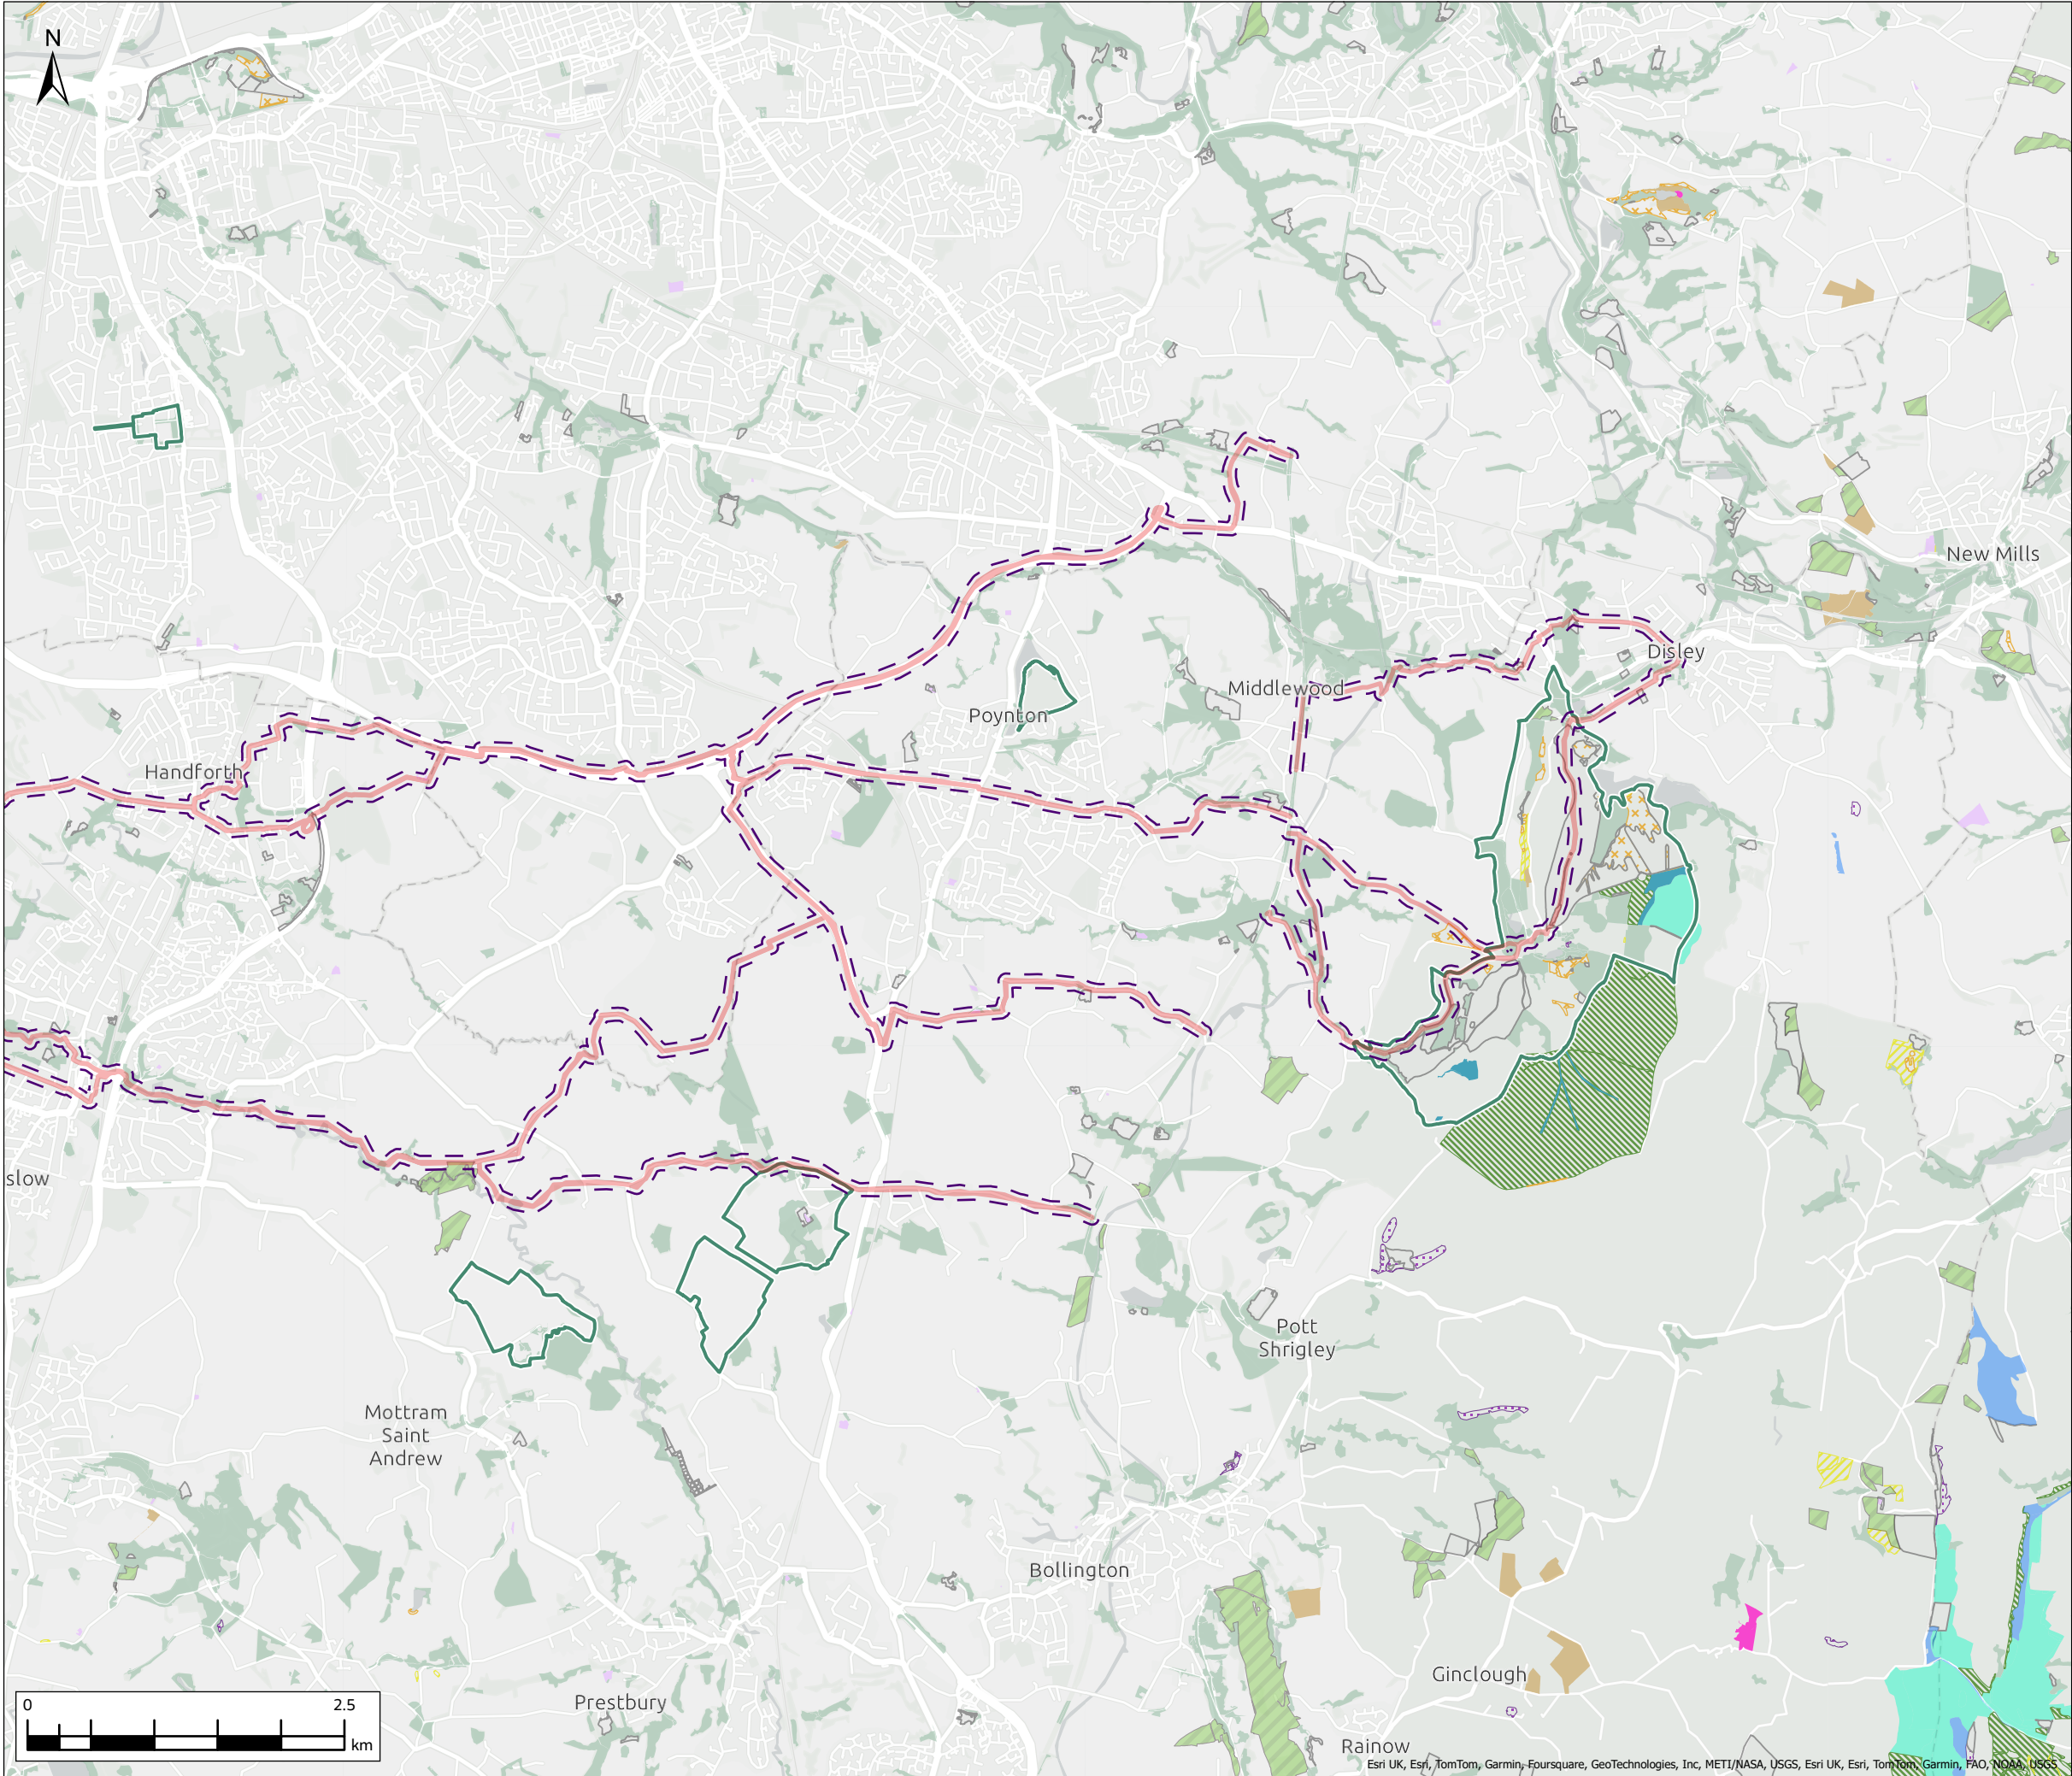 N
New Mills
Disley
Middlewood
Poynton
Handforth
slow
Pott
Shrigley
Mottram
Saint
Andrew
Bollington
Ginclough
Prestbury
Rainow
0 2.5
km
Esri UK, Esri, TomTom, Garmin, Foursquare, GeoTechnologies, Inc, METI/NASA, USGS, Esri UK, Esri, TomTom, Garmin, FAO, NOAA, USGS